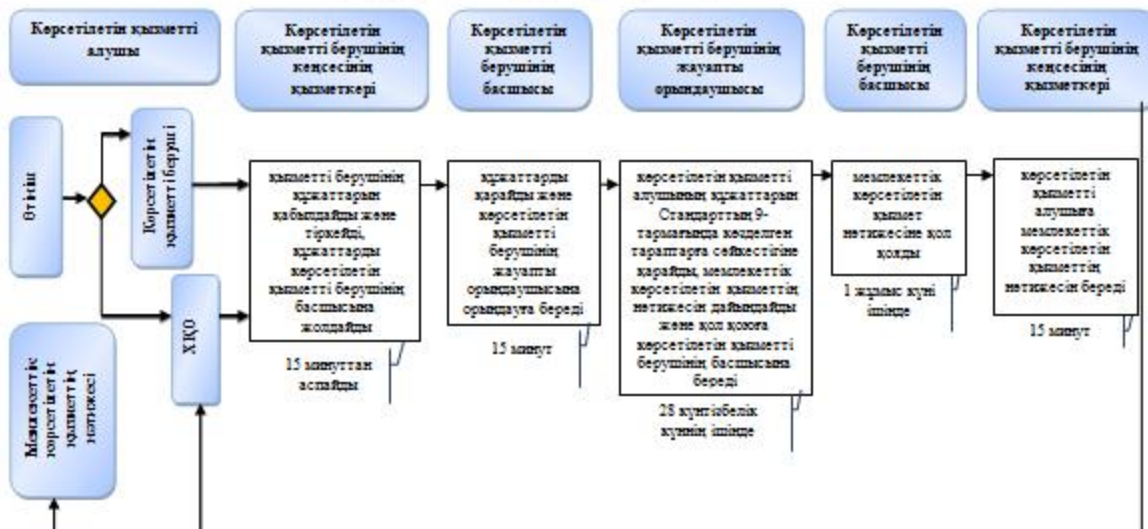 Көрсетілетін қызметті
алушы
Көрсетілетін
қызметті берушінің
кеңсесінің
қызметкері
Көрсетілетін
қызметті
берушінің
басшысы
Көрсетілетін
қызметті берушінің
жауапты
орындаушысы
Көрсетілетін
қызметті
берушінің
басшысы
Көрсетілетін
қызметті берушінің
кеңсесінің
қызметкері
Өтініш
Көрсетілетін
қызметті беруші
ХҚО
Мемлекеттік
көрсетілетін
қызметтің
нәтижесі
қызметті берушінің
құжаттарын
қабылдайды және
тіркейді,
құжаттарды
көрсетілетін
қызметті берушінің
басшысына
жолдайды
15 минуттан
аспайды
құжаттарды
қарайды және
көрсетілетін
қызметті
берушінің
жауапты
орындаушысына
орындауға береді
15 минут
көрсетілетін қызметті
алушының құжаттарын
Стандарттың 9-
тармағында көзделген
тараптарға сәйкестігіне
қарайды, мемлекеттік
көрсетілетін қызметтің
нәтижесін дайындайды
және қол қоюға
көрсетілетін қызметті
берушінің басшысына
береді
28 күнтізбелік
күннің ішінде
мемлекеттік
көрсетілетін
қызмет
нәтижесіне қол
қояды
1 жұмыс күні
ішінде
көрсетілетін
қызметті
алушыға
мемлекеттік
көрсетілетін
қызметтің
нәтижесін береді
15 минут